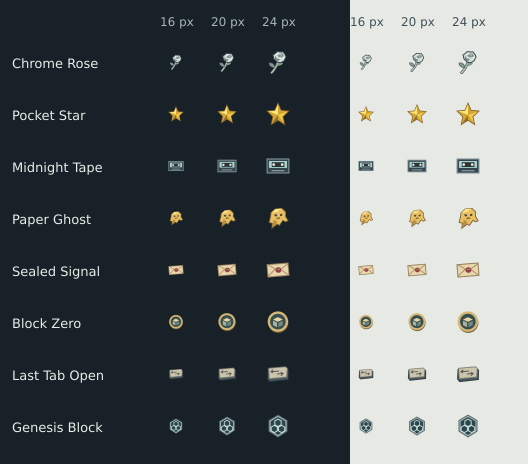 16 px 20 px 24 px 16 px 20 px 24 px
Chrome Rose
Pocket Star
Midnight Tape
Paper Ghost
Sealed Signal
Block Zero
Last Tab Open
Genesis Block